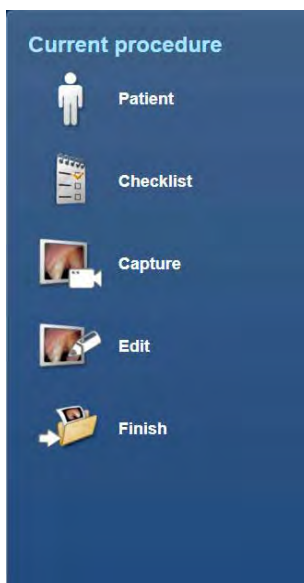 Current procedure
Patient
Checklist
Capture
Edit
Finish